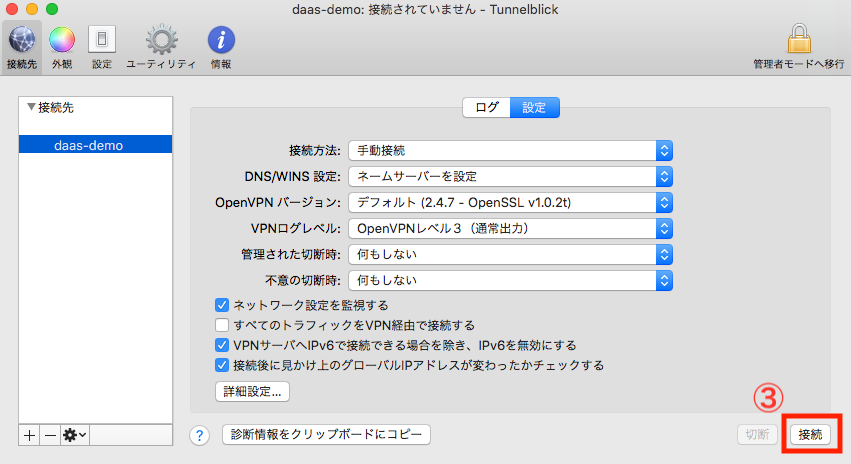 daas-demo: 接続されていません - Tunnelblick
接続先 外観 設定 ユーティリティ 情報 管理者モードへ移行
▼接続先
daas-demo
ログ 設定
接続方法: 手動接続
DNS/WINS 設定: ネームサーバーを設定
OpenVPN バージョン: デフォルト (2.4.7 - OpenSSL v1.0.2t)
VPNログレベル: OpenVPNレベル３（通常出力）
管理された切断時: 何もしない
不意の切断時: 何もしない
ネットワーク設定を監視する
すべてのトラフィックをVPN経由で接続する
VPNサーバへIPv6で接続できる場合を除き、IPv6を無効にする
接続後に見かけ上のグローバルIPアドレスが変わったかチェックする
詳細設定...
③
+ − ? 診断情報をクリップボードにコピー 切断 接続